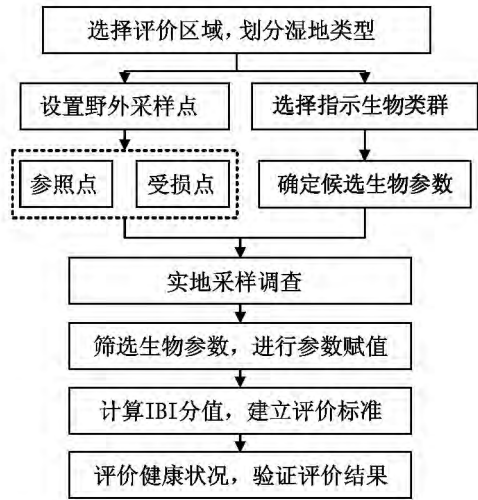 选择评价区域，划分湿地类型
设置野外采样点
选择指示生物类群
参照点
受损点
确定候选生物参数
实地采样调查
筛选生物参数，进行参数赋值
计算IBI分值，建立评价标准
评价健康状况，验证评价结果